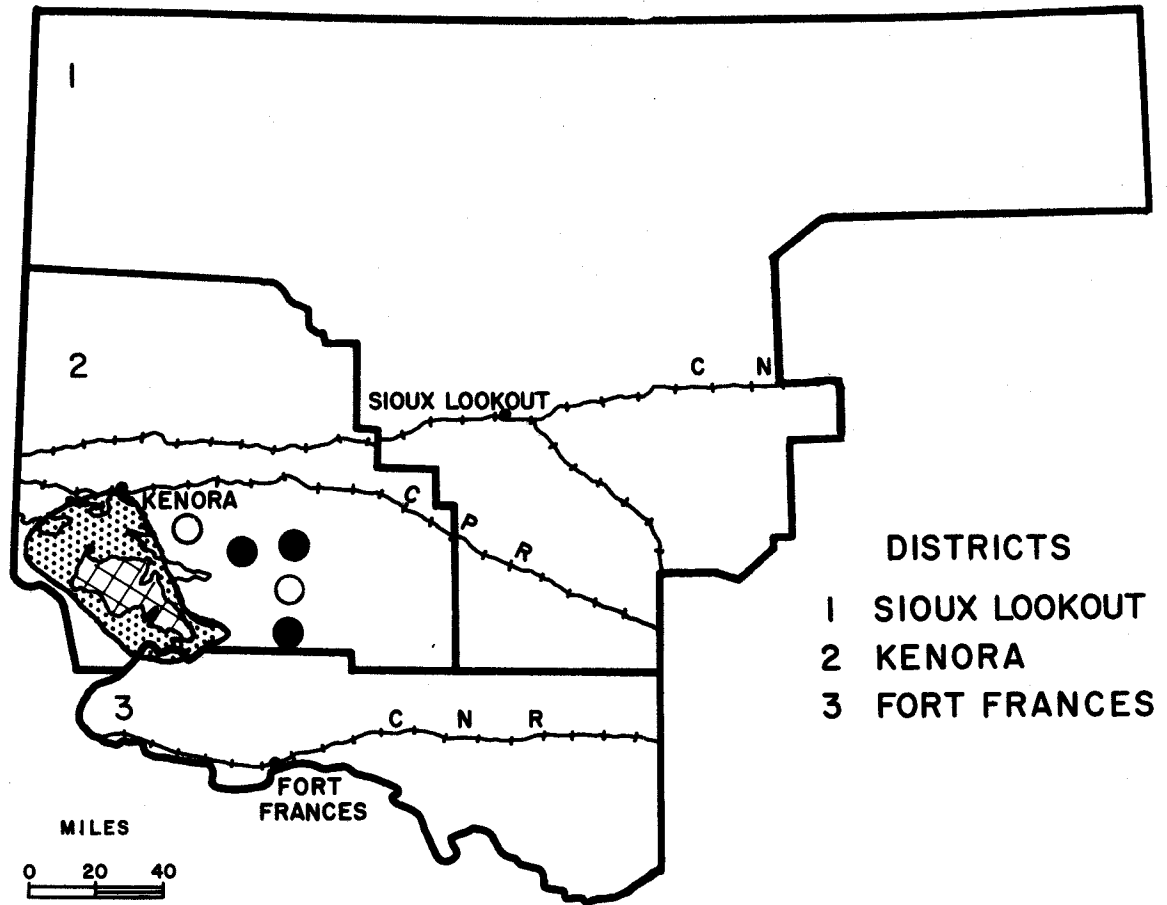 1
2
C N
SIOUX LOOKOUT
KENORA
C P R
DISTRICTS
1 SIOUX LOOKOUT
2 KENORA
3 FORT FRANCES
3
C N R
FORT
FRANCES
MILES
0 20 40